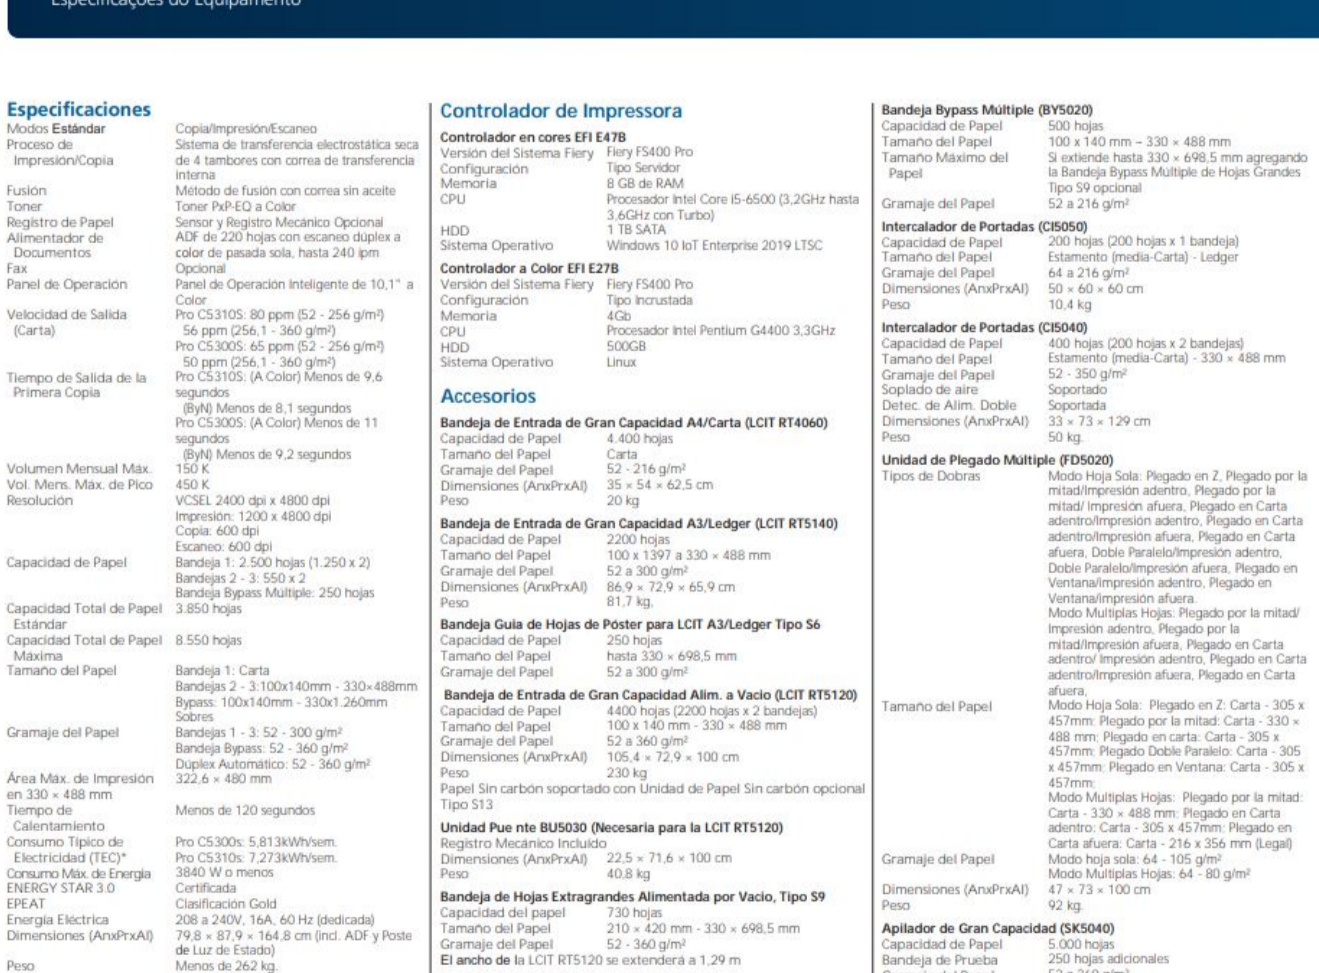 Especificações do Equipamento
Especificaciones
Modos Estándar Copia/Impresión/Escaneo
Proceso de Sistema de transferencia electrostática seca
Impresión/Copia de 4 tambores con correa de transferencia
interna
Fusión Método de fusión con correa sin aceite
Toner Toner PxP-EQ a Color
Registro de Papel Sensor y Registro Mecánico Opcional
Alimentador de ADF de 220 hojas con escaneo dúplex a
Documentos color de pasada sola, hasta 240 ipm
Fax Opcional
Panel de Operación Panel de Operación Inteligente de 10,1" a
Color
Velocidad de Salida Pro C5310S: 80 ppm (52 - 256 g/m²)
(Carta) 56 ppm (256,1 - 360 g/m²)
Pro C5300S: 65 ppm (52 - 256 g/m²)
50 ppm (256,1 - 360 g/m²)
Tiempo de Salida de la Pro C5310S: (A Color) Menos de 9,6
Primera Copia segundos
(ByN) Menos de 8,1 segundos
Pro C5300S: (A Color) Menos de 11
segundos
(ByN) Menos de 9,2 segundos
Volumen Mensual Máx. 150 K
Vol. Mens. Máx. de Pico 450 K
Resolución VCSEL 2400 dpi x 4800 dpi
Impresión: 1200 x 4800 dpi
Copia: 600 dpi
Escaneo: 600 dpi
Capacidad de Papel Bandeja 1: 2.500 hojas (1.250 x 2)
Bandejas 2 - 3: 550 x 2
Bandeja Bypass Múltiple: 250 hojas
Capacidad Total de Papel 3.850 hojas
Estándar
Capacidad Total de Papel 8.550 hojas
Máxima
Tamaño del Papel Bandeja 1: Carta
Bandejas 2 - 3:100x140mm - 330×488mm
Bypass: 100x140mm - 330x1.260mm
Sobres
Gramaje del Papel Bandejas 1 - 3: 52 - 300 g/m²
Bandeja Bypass: 52 - 360 g/m²
Dúplex Automático: 52 - 360 g/m²
Área Máx. de Impresión 322,6 × 480 mm
en 330 × 488 mm
Tiempo de Menos de 120 segundos
Calentamiento
Consumo Típico de Pro C5300s: 5,813kWh/sem.
Electricidad (TEC)* Pro C5310s: 7,273kWh/sem.
Consumo Máx. de Energía 3840 W o menos
ENERGY STAR 3.0 Certificada
EPEAT Clasificación Gold
Energía Eléctrica 208 a 240V, 16A, 60 Hz (dedicada)
Dimensiones (AnxPrxAl) 79,8 × 87,9 × 164,8 cm (incl. ADF y Poste
de Luz de Estado)
Peso Menos de 262 kg.
Controlador de Impressora
Controlador en cores EFI E47B
Versión del Sistema Fiery Fiery FS400 Pro
Configuración Tipo Servidor
Memoria 8 GB de RAM
CPU Procesador Intel Core i5-6500 (3,2GHz hasta
3,6GHz con Turbo)
HDD 1 TB SATA
Sistema Operativo Windows 10 IoT Enterprise 2019 LTSC
Controlador a Color EFI E27B
Versión del Sistema Fiery Fiery FS400 Pro
Configuración Tipo Incrustada
Memoria 4Gb
CPU Procesador Intel Pentium G4400 3,3GHz
HDD 500GB
Sistema Operativo Linux
Accesorios
Bandeja de Entrada de Gran Capacidad A4/Carta (LCIT RT4060)
Capacidad de Papel 4.400 hojas
Tamaño del Papel Carta
Gramaje del Papel 52 - 216 g/m²
Dimensiones (AnxPrxAl) 35 × 54 × 62,5 cm
Peso 20 kg
Bandeja de Entrada de Gran Capacidad A3/Ledger (LCIT RT5140)
Capacidad de Papel 2200 hojas
Tamaño del Papel 100 x 1397 a 330 × 488 mm
Gramaje del Papel 52 a 300 g/m²
Dimensiones (AnxPrxAl) 86,9 × 72,9 × 65,9 cm
Peso 81,7 kg,
Bandeja Guia de Hojas de Póster para LCIT A3/Ledger Tipo S6
Capacidad de Papel 250 hojas
Tamaño del Papel hasta 330 × 698,5 mm
Gramaje del Papel 52 a 300 g/m²
Bandeja de Entrada de Gran Capacidad Alim. a Vacio (LCIT RT5120)
Capacidad de Papel 4400 hojas (2200 hojas x 2 bandejas)
Tamaño del Papel 100 x 140 mm - 330 × 488 mm
Gramaje del Papel 52 a 360 g/m²
Dimensiones (AnxPrxAl) 105,4 × 72,9 × 100 cm
Peso 230 kg
Papel Sin carbón soportado con Unidad de Papel Sin carbón opcional
Tipo S13
Unidad Pue nte BU5030 (Necesaria para la LCIT RT5120)
Registro Mecánico Incluído
Dimensiones (AnxPrxAl) 22,5 × 71,6 × 100 cm
Peso 40,8 kg
Bandeja de Hojas Extragrandes Alimentada por Vacio, Tipo S9
Capacidad del papel 730 hojas
Tamaño del Papel 210 × 420 mm - 330 × 698,5 mm
Gramaje del Papel 52 - 360 g/m²
El ancho de la LCIT RT5120 se extenderá a 1,29 m
Bandeja Bypass Múltiple (BY5020)
Capacidad de Papel 500 hojas
Tamaño del Papel 100 x 140 mm – 330 × 488 mm
Tamaño Máximo del Si extiende hasta 330 × 698,5 mm agregando
Papel la Bandeja Bypass Múltiple de Hojas Grandes
Tipo S9 opcional
Gramaje del Papel 52 a 216 g/m²
Intercalador de Portadas (CI5050)
Capacidad de Papel 200 hojas (200 hojas x 1 bandeja)
Tamaño del Papel Estamento (media-Carta) - Ledger
Gramaje del Papel 64 a 216 g/m²
Dimensiones (AnxPrxAl) 50 × 60 × 60 cm
Peso 10,4 kg
Intercalador de Portadas (CI5040)
Capacidad de Papel 400 hojas (200 hojas x 2 bandejas)
Tamaño del Papel Estamento (media-Carta) - 330 × 488 mm
Gramaje del Papel 52 - 350 g/m²
Soplado de aire Soportado
Detec. de Alim. Doble Soportada
Dimensiones (AnxPrxAl) 33 × 73 × 129 cm
Peso 50 kg.
Unidad de Plegado Múltiple (FD5020)
Tipos de Dobras Modo Hoja Sola: Plegado en Z, Plegado por la
mitad/Impresión adentro, Plegado por la
mitad/ Impresión afuera, Plegado en Carta
adentro/Impresión adentro, Plegado en Carta
adentro/Impresión afuera, Plegado en Carta
afuera, Doble Paralelo/Impresión adentro,
Doble Paralelo/Impresión afuera, Plegado en
Ventana/impresión adentro, Plegado en
Ventana/impresión afuera.
Modo Multiplas Hojas: Plegado por la mitad/
Impresión adentro, Plegado por la
mitad/Impresión afuera, Plegado en Carta
adentro/ Impresión adentro, Plegado en Carta
adentro/Impresión afuera, Plegado en Carta
afuera,
Tamaño del Papel Modo Hoja Sola: Plegado en Z: Carta - 305 x
457mm; Plegado por la mitad: Carta - 330 ×
488 mm; Plegado en carta: Carta - 305 x
457mm; Plegado Doble Paralelo: Carta - 305
x 457mm; Plegado en Ventana: Carta - 305 x
457mm;
Modo Multiplas Hojas: Plegado por la mitad:
Carta - 330 × 488 mm; Plegado en Carta
adentro: Carta - 305 x 457mm; Plegado en
Carta afuera: Carta - 216 x 356 mm (Legal)
Gramaje del Papel Modo hoja sola: 64 - 105 g/m²
Modo Multiplas Hojas: 64 - 80 g/m²
Dimensiones (AnxPrxAl) 47 × 73 × 100 cm
Peso 92 kg.
Apilador de Gran Capacidad (SK5040)
Capacidad de Papel 5.000 hojas
Bandeja de Prueba 250 hojas adicionales